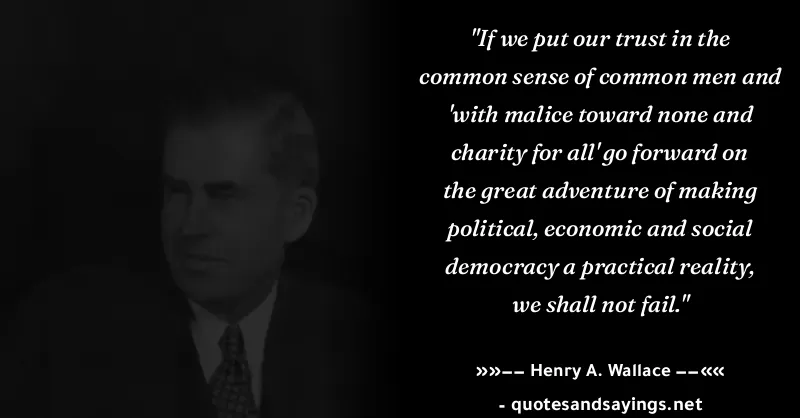 "If we put our trust in the
common sense of common men and
'with malice toward none and
charity for all' go forward on
the great adventure of making
political, economic and social
democracy a practical reality,
we shall not fail."
»»−− Henry A. Wallace −−««
- quotesandsayings.net